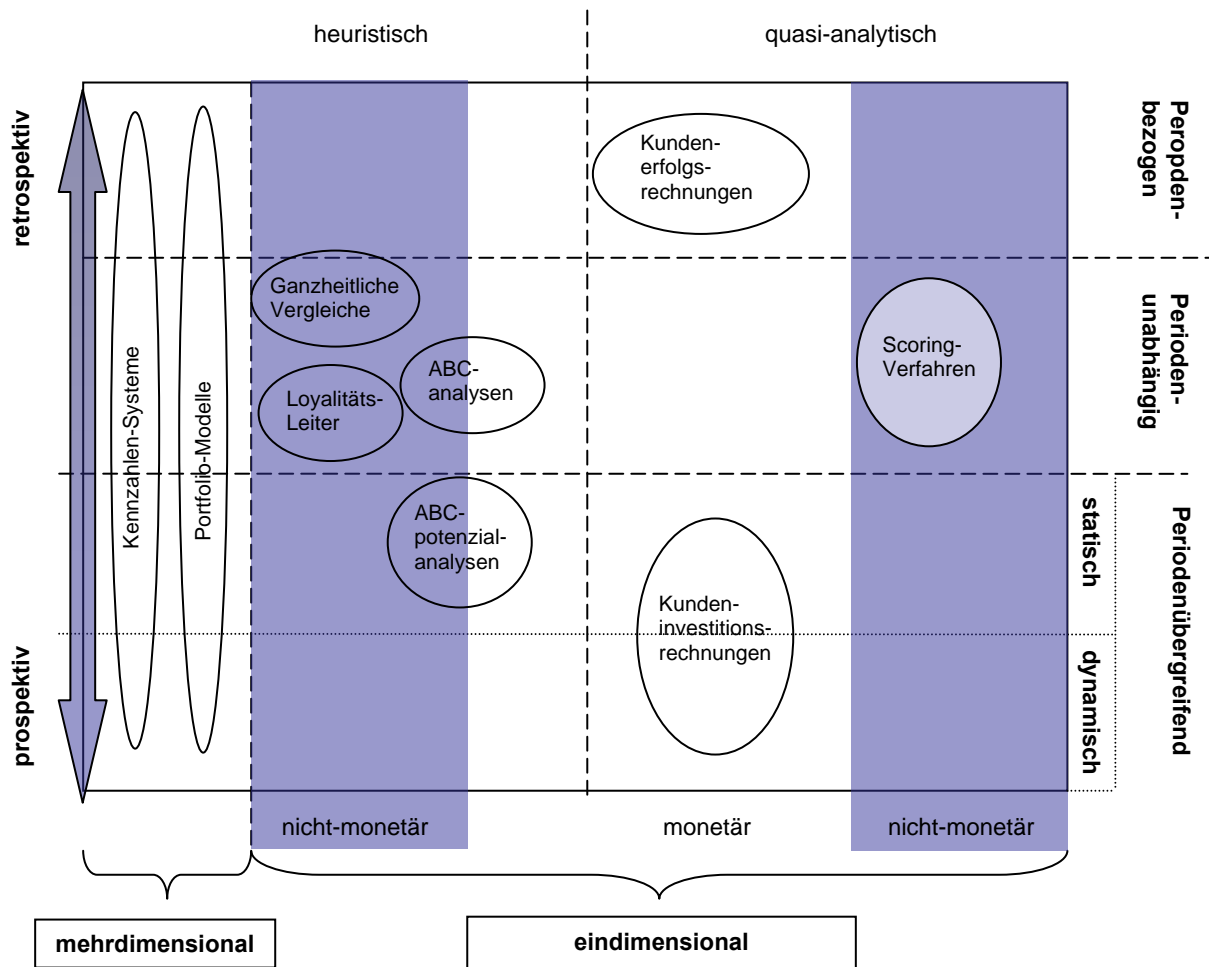 heuristisch
quasi-analytisch
retrospektiv
prospektiv
Kennzahlen-Systeme
Portfolio-Modelle
Kunden-
erfolgs-
rechnungen
Peropden-
bezogen
Ganzheitliche
Vergleiche
ABC-
analysen
Loyalitäts-
Leiter
Scoring-
Verfahren
Perioden-
unabhängig
ABC-
potenzial-
analysen
Kunden-
investitions-
rechnungen
statisch
dynamisch
Periodenübergreifend
nicht-monetär
monetär
nicht-monetär
mehrdimensional
eindimensional